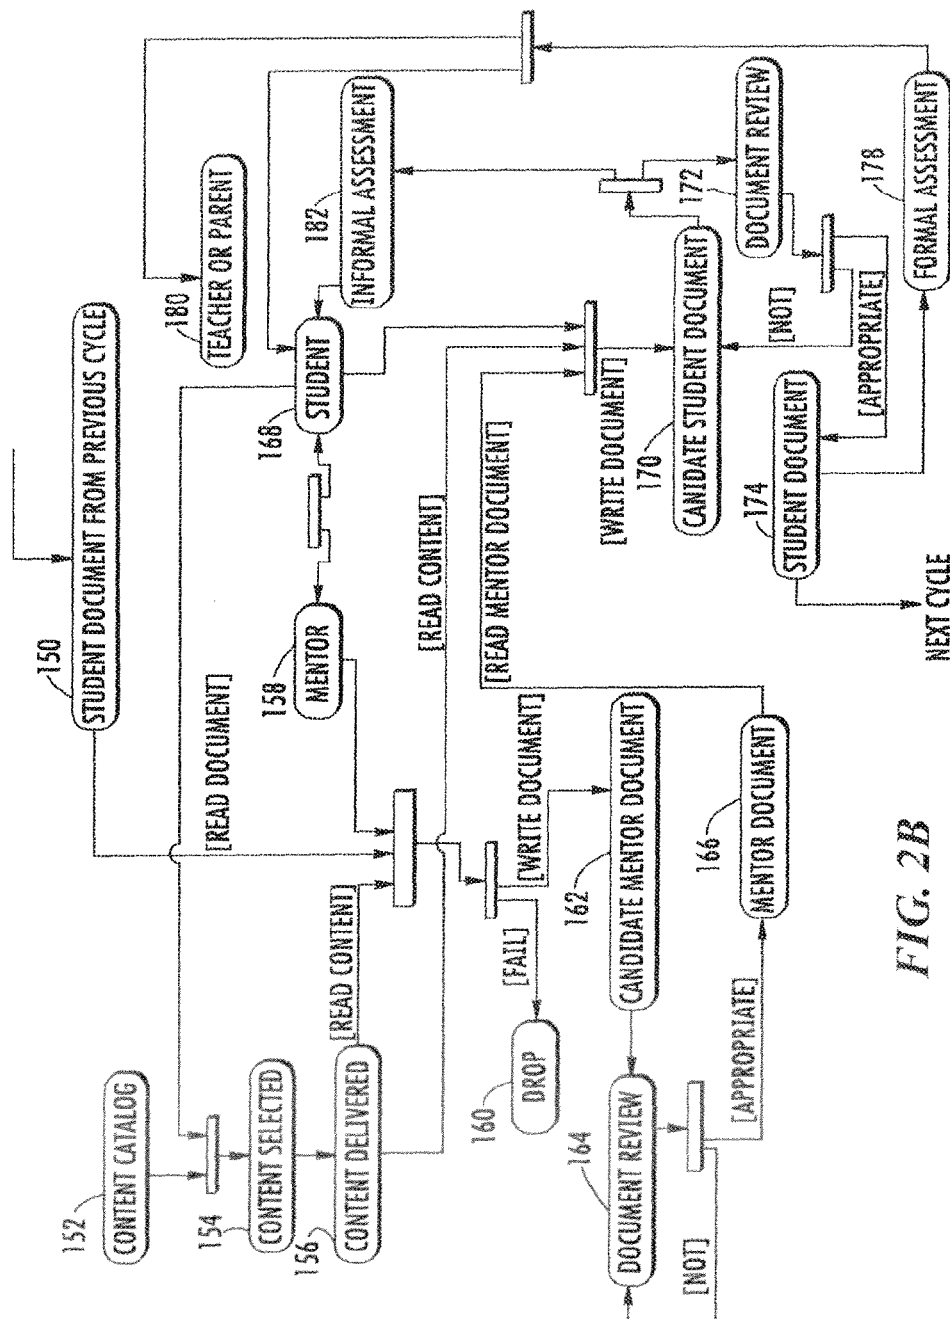 150
STUDENT DOCUMENT FROM PREVIOUS CYCLE
180
TEACHER OR PARENT
152
CONTENT CATALOG
[READ DOCUMENT]
168
STUDENT
182
INFORMAL ASSESSMENT
154
CONTENT SELECTED
158
MENTOR
156
CONTENT DELIVERED
[READ CONTENT]
[READ CONTENT]
[READ MENTOR DOCUMENT]
[FAIL]
[WRITE DOCUMENT]
160
DROP
[WRITE DOCUMENT]
162
CANDIDATE MENTOR DOCUMENT
164
DOCUMENT REVIEW
170
CANIDATE STUDENT DOCUMENT
172
DOCUMENT REVIEW
[NOT]
[APPROPRIATE]
166
MENTOR DOCUMENT
[NOT]
[APPROPRIATE]
174
STUDENT DOCUMENT
178
FORMAL ASSESSMENT
NEXT CYCLE
FIG. 2B